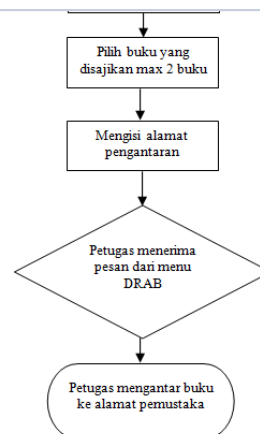 Pilih buku yang
disajikan max 2 buku
Mengisi alamat
pengantaran
Petugas menerima
pesan dari menu
DRAB
Petugas mengantar buku
ke alamat pemustaka